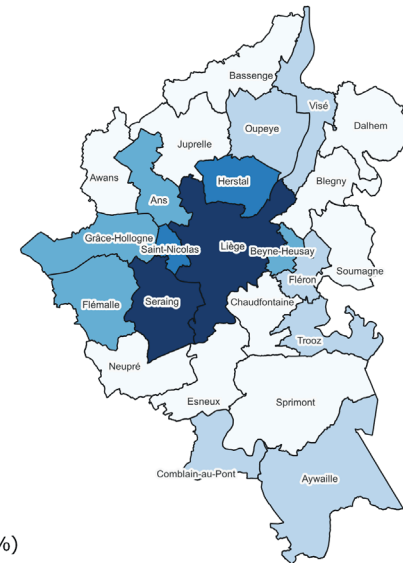 Bassenge
Visé
Dalhem
Oupeye
Juprelle
Awans
Herstal
Blegny
Ans
Grâce-Hollogne
Saint-Nicolas
Liège
Beyne-Heusay
Soumagne
Fléron
Flémalle
Seraing
Chaudfontaine
Trooz
Neupré
Esneux
Sprimont
Comblain-au-Pont
Aywaille
%)